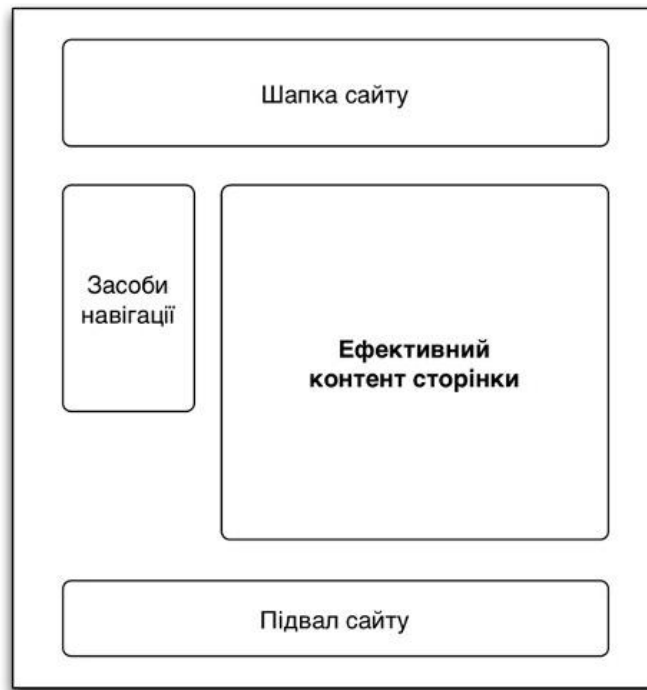 Шапка сайту
Засоби
навігації
Ефективний
контент сторінки
Підвал сайту